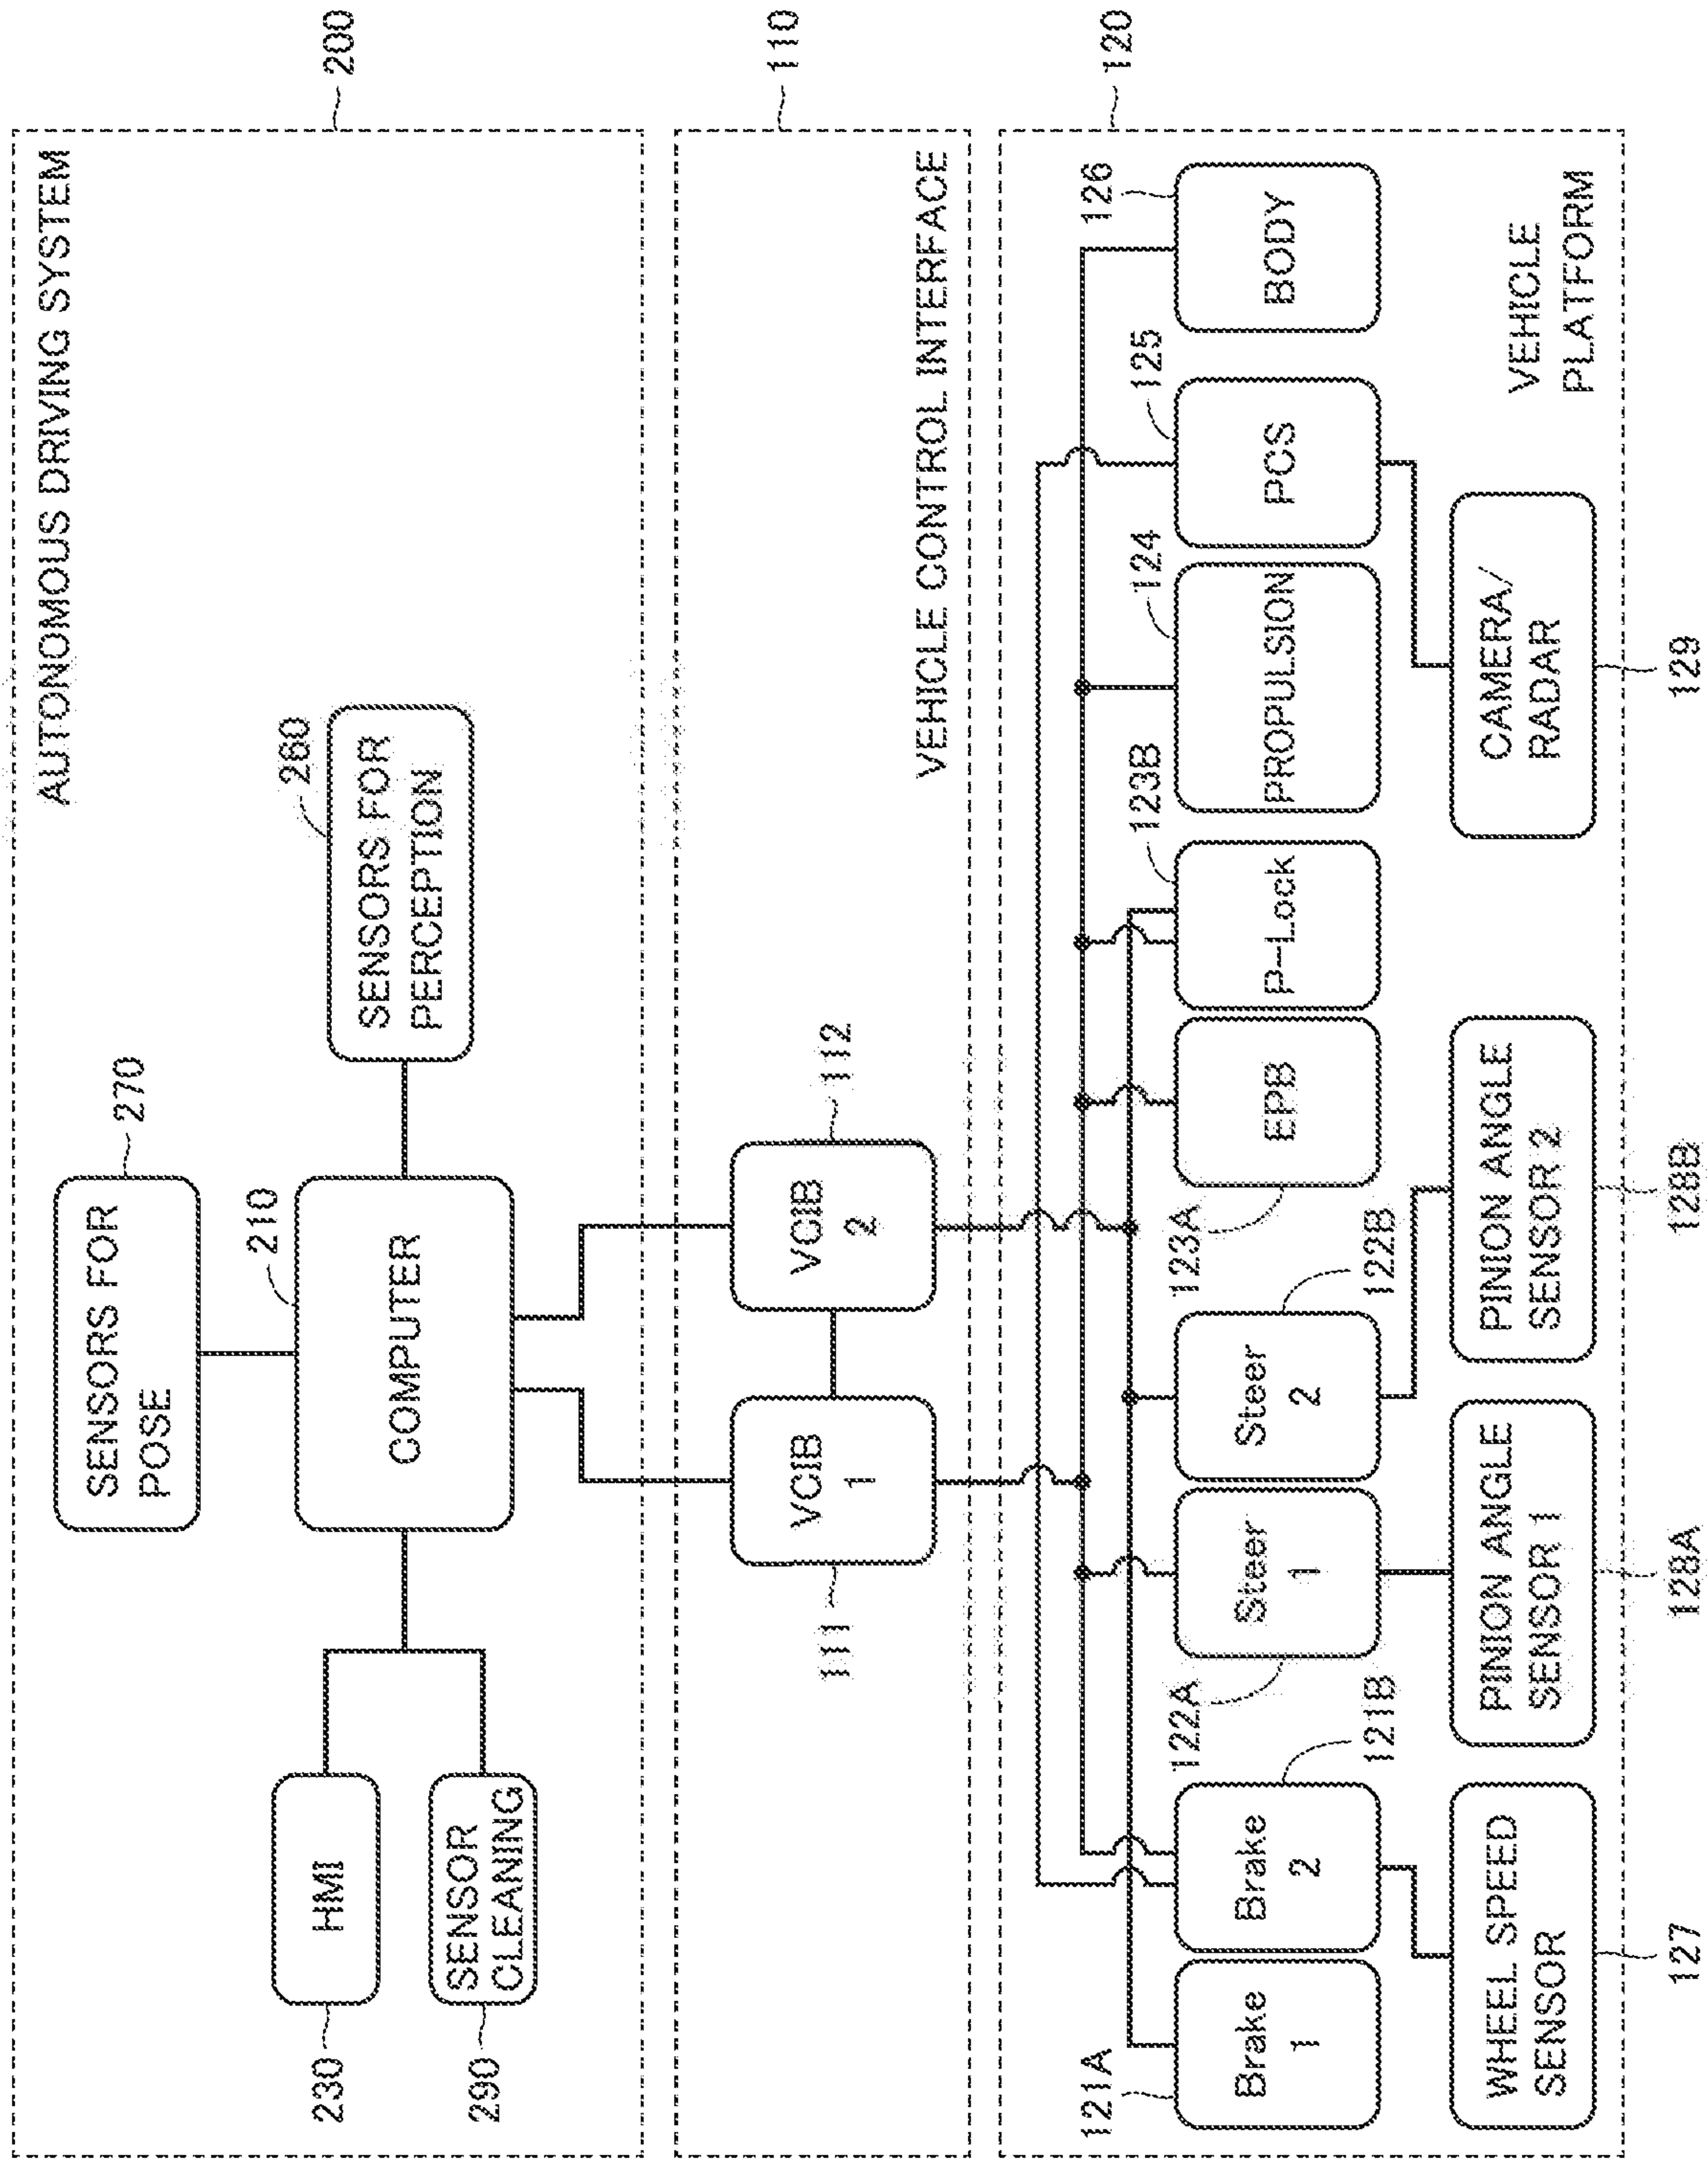 AUTONOMOUS DRIVING SYSTEM
200
SENSORS FOR
POSE
270
210
COMPUTER
260
SENSORS FOR
PERCEPTION
230
HMI
290
SENSOR
CLEANING
110
VEHICLE CONTROL INTERFACE
111
VCIB
1
VCIB
2
112
120
121A
Brake
1
Brake
2
121B
122A
Steer
1
Steer
2
122B
123A
EPB
P-Lock
123B
PROPULSION
124
PCS
125
BODY
126
WHEEL SPEED
SENSOR
127
PINION ANGLE
SENSOR 1
128A
PINION ANGLE
SENSOR 2
128B
CAMERA/
RADAR
129
VEHICLE
PLATFORM